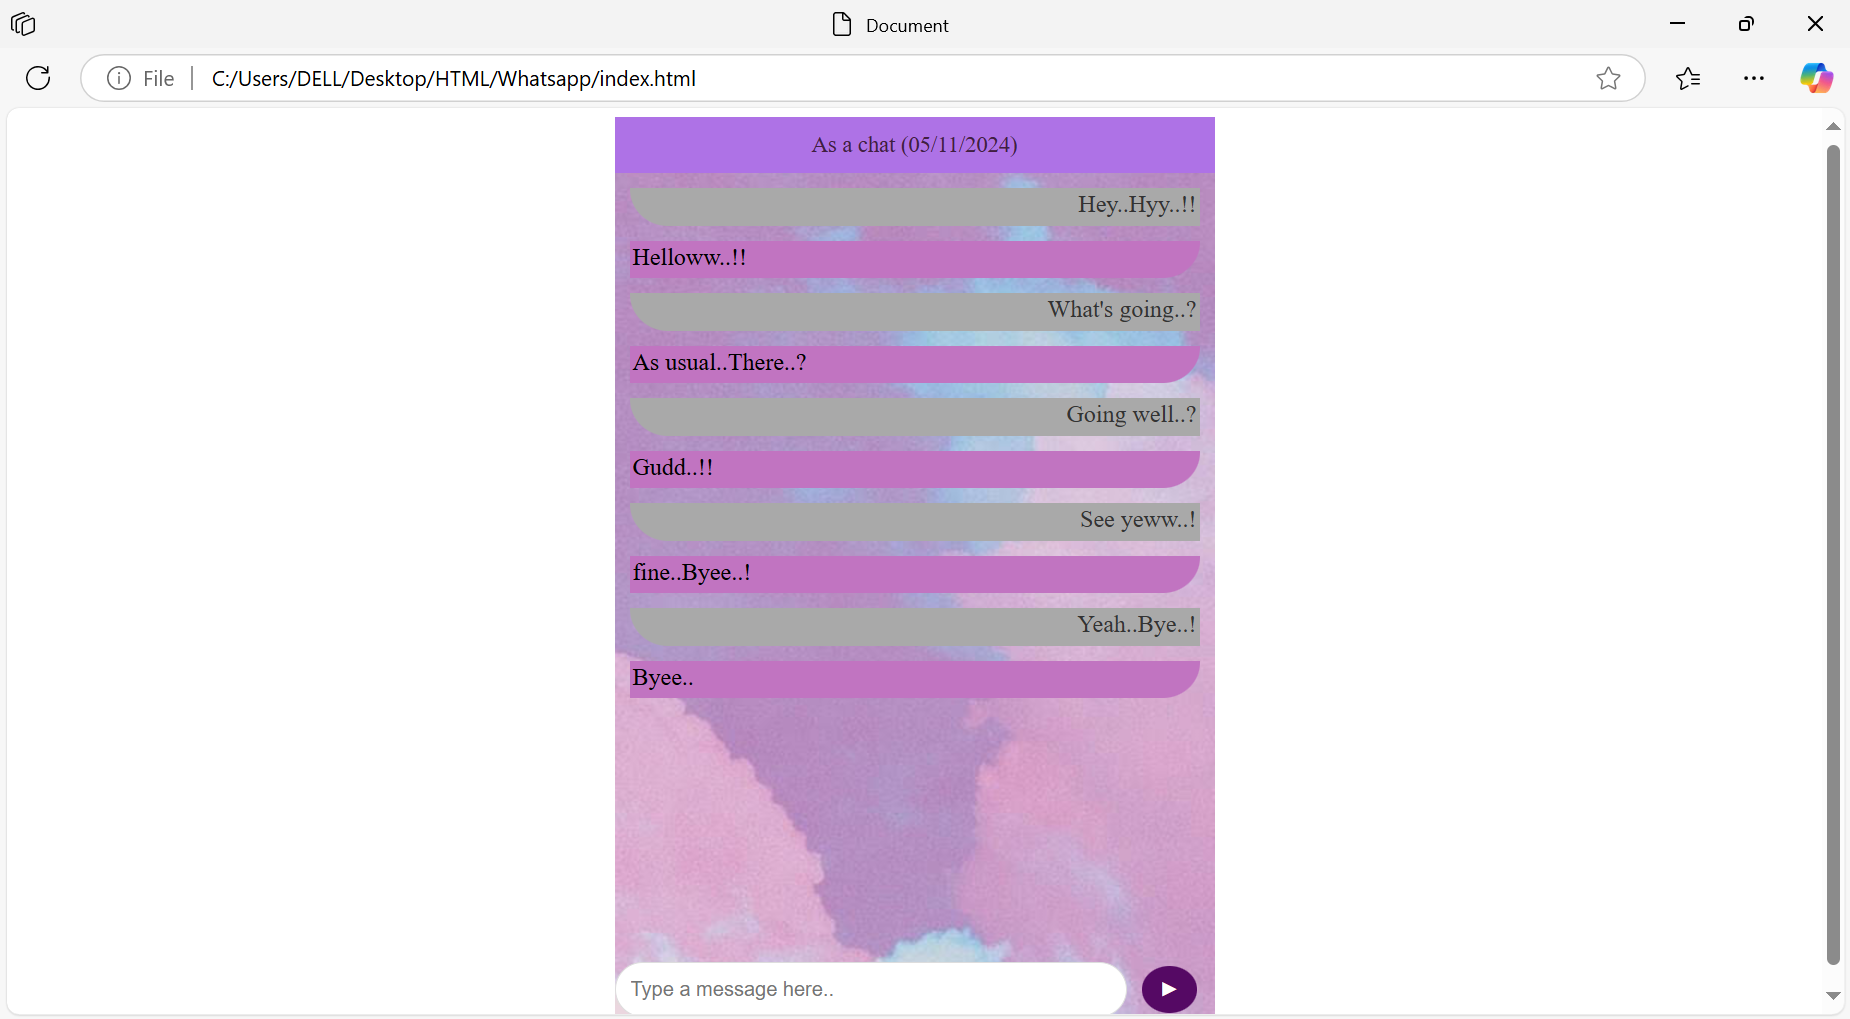 Document
File
C:/Users/DELL/Desktop/HTML/Whatsapp/index.html
As a chat (05/11/2024)
Hey..Hyy..!!
Helloww..!!
What's going..?
As usual..There..?
Going well..?
Gudd..!!
See yeww..!
fine..Byee..!
Yeah..Bye..!
Byee..
Type a message here..